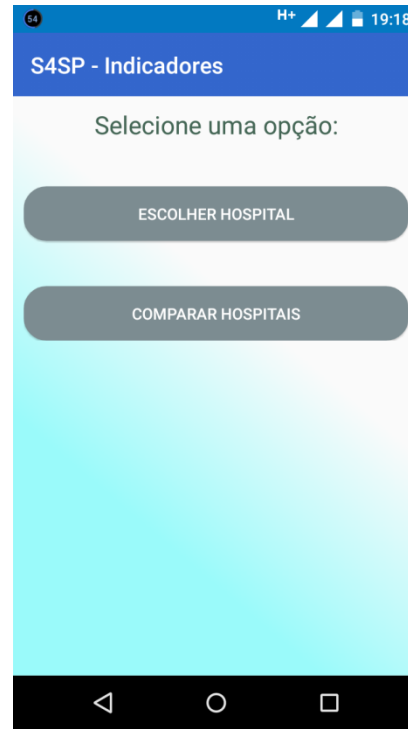 54 H+ 19:18
S4SP - Indicadores
Selecione uma opção:
ESCOLHER HOSPITAL
COMPARAR HOSPITAIS